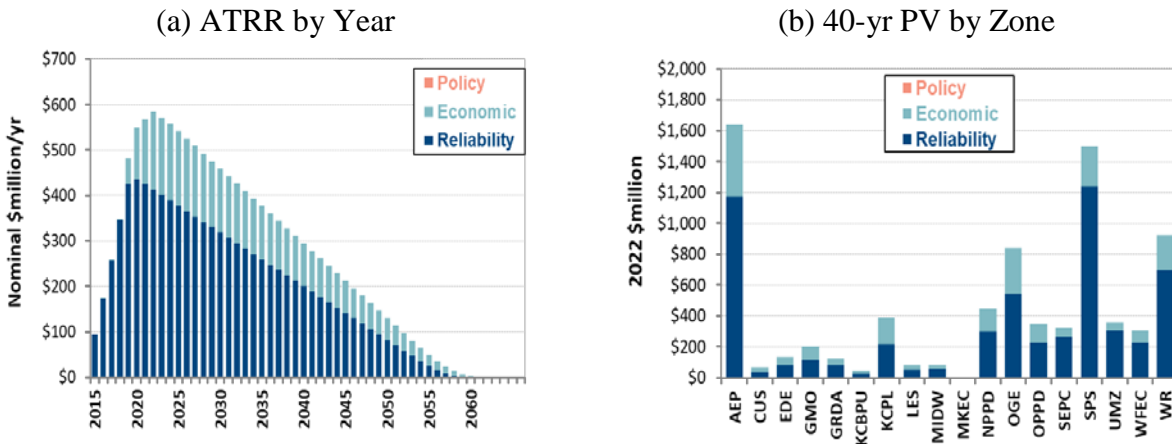 (a) ATRR by Year
$700
$600
$500
$400
$300
$200
$100
$0
Nominal $million/yr
Policy
Economic
Reliability
2015
2020
2025
2030
2035
2040
2045
2050
2055
2060
(b) 40-yr PV by Zone
$2,000
$1,800
$1,600
$1,400
$1,200
$1,000
$800
$600
$400
$200
$0
2022 $million
Policy
Economic
Reliability
AEP
CUS
EDE
GMO
GRDA
KCBPU
KCPL
LES
MIDW
MKEC
NPPD
OGE
OPPD
SEPC
SPS
UMZ
WFEC
WR